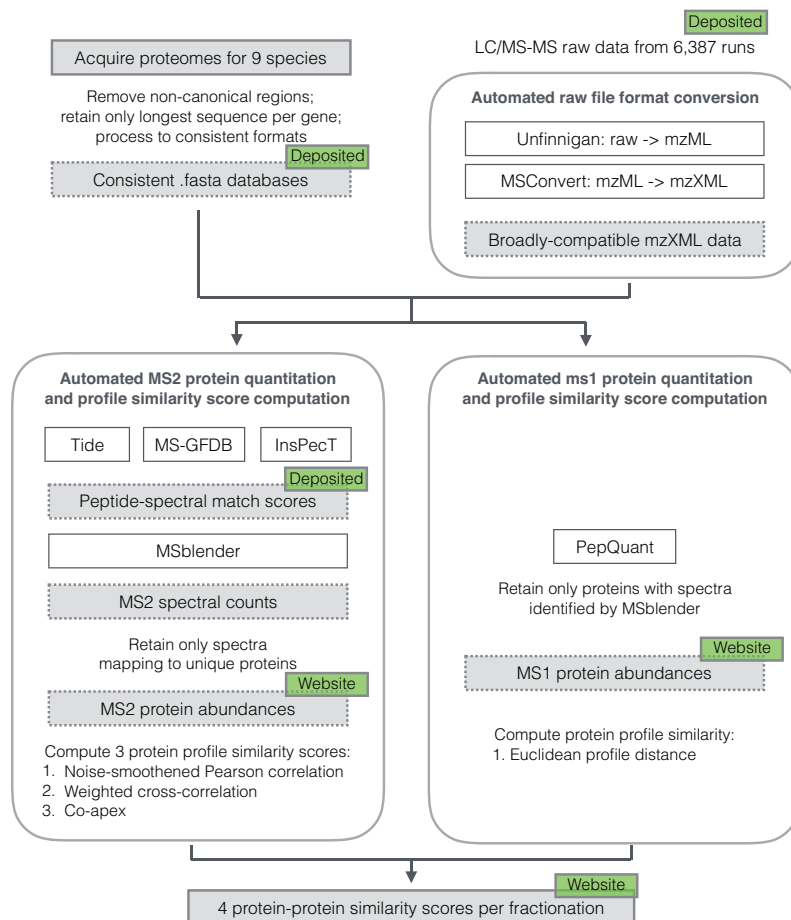 Acquire proteomes for 9 species
Remove non-canonical regions;
retain only longest sequence per gene;
process to consistent formats
Deposited
Consistent .fasta databases
Deposited
LC/MS-MS raw data from 6,387 runs
Automated raw file format conversion
Unfinnigan: raw -> mzML
MSConvert: mzML -> mzXML
Broadly-compatible mzXML data
Automated MS2 protein quantitation
and profile similarity score computation
Tide
MS-GFDB
InsPecT
Deposited
Peptide-spectral match scores
MSblender
MS2 spectral counts
Retain only spectra
mapping to unique proteins
Website
MS2 protein abundances
Compute 3 protein profile similarity scores:
1. Noise-smoothened Pearson correlation
2. Weighted cross-correlation
3. Co-apex
Automated ms1 protein quantitation
and profile similarity score computation
PepQuant
Retain only proteins with spectra
identified by MSblender
Website
MS1 protein abundances
Compute protein profile similarity:
1. Euclidean profile distance
Website
4 protein-protein similarity scores per fractionation